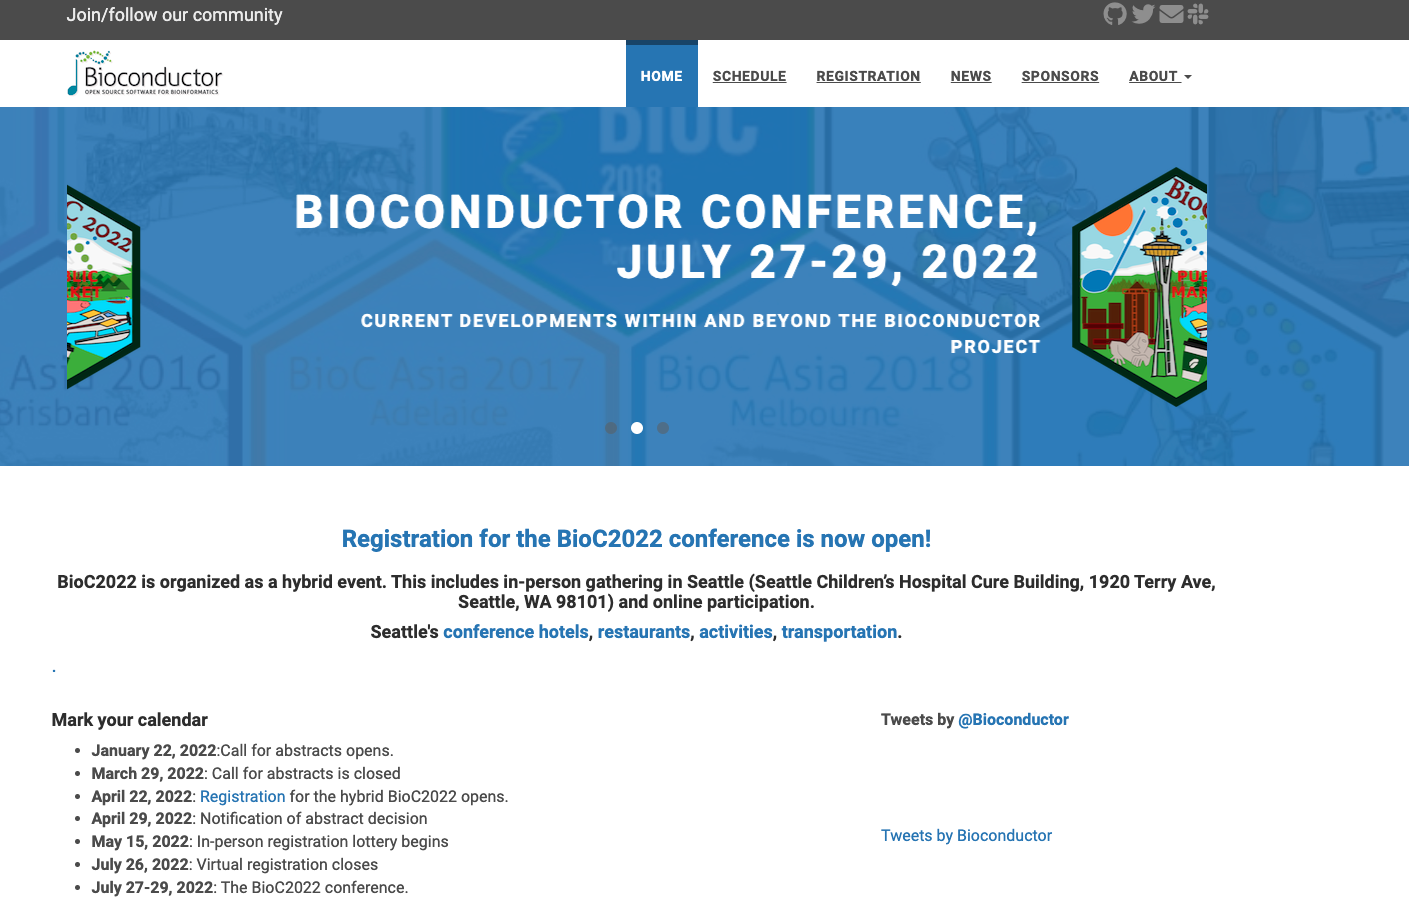 Join/follow our community
Bioconductor
OPEN SOURCE SOFTWARE FOR BIOINFORMATICS
HOME SCHEDULE REGISTRATION NEWS SPONSORS ABOUT
BIOC
2018
C 2022
BioC
BIOCONDUCTOR CONFERENCE,
JULY 27-29, 2022
CURRENT DEVELOPMENTS WITHIN AND BEYOND THE BIOCONDUCTOR
PROJECT
Asia 2016
Brisbane
BioC Asia 2017
Adelaide
BioC Asia 2018
Melbourne
Registration for the BioC2022 conference is now open!
BioC2022 is organized as a hybrid event. This includes in-person gathering in Seattle (Seattle Children’s Hospital Cure Building, 1920 Terry Ave,
Seattle, WA 98101) and online participation.
Seattle's conference hotels, restaurants, activities, transportation.
.
Mark your calendar
• January 22, 2022:Call for abstracts opens.
• March 29, 2022: Call for abstracts is closed
• April 22, 2022: Registration for the hybrid BioC2022 opens.
• April 29, 2022: Notification of abstract decision
• May 15, 2022: In-person registration lottery begins
• July 26, 2022: Virtual registration closes
• July 27-29, 2022: The BioC2022 conference.
Tweets by @Bioconductor
Tweets by Bioconductor